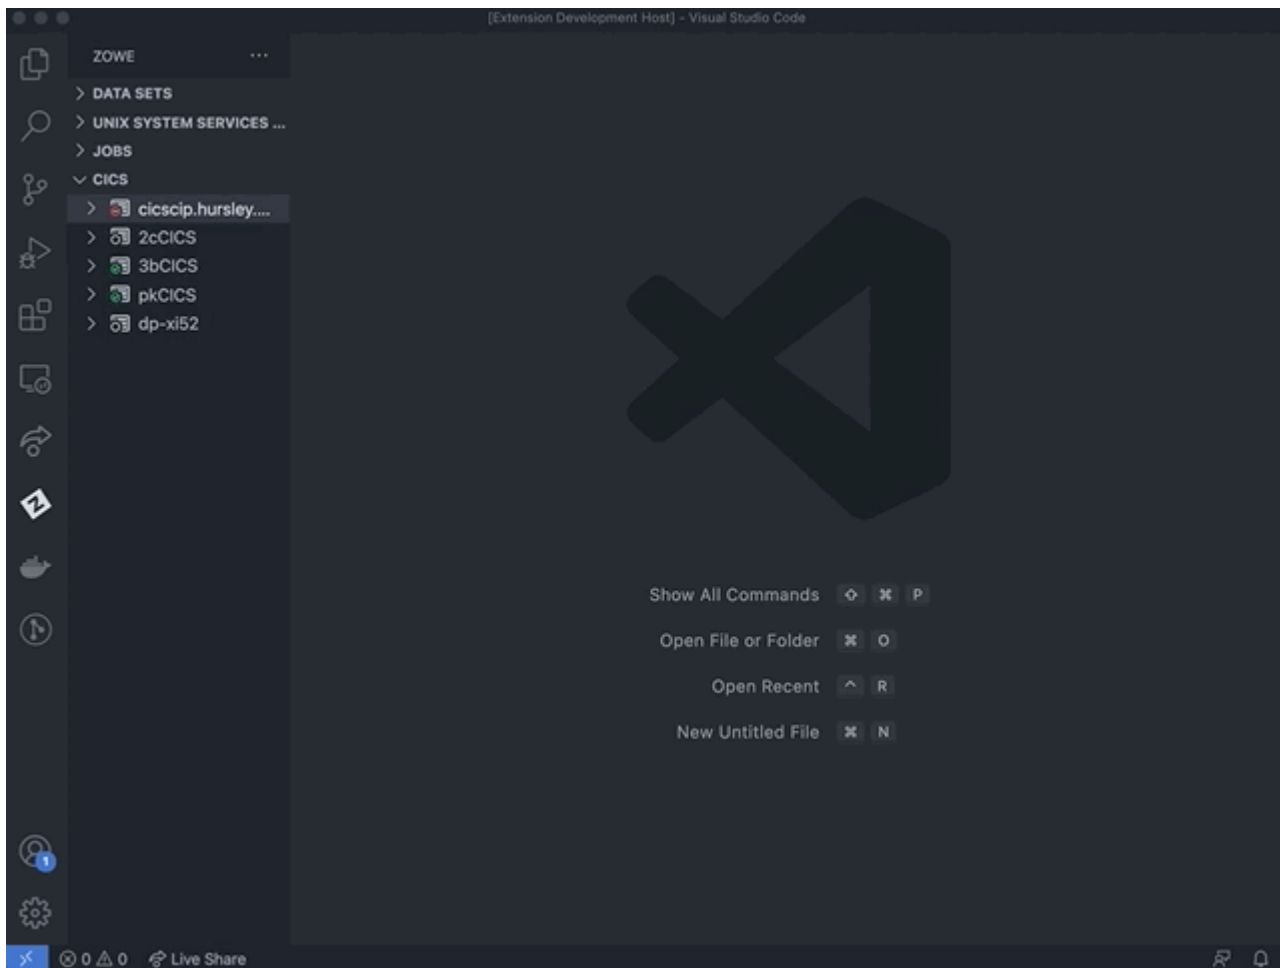 [Extension Development Host] - Visual Studio Code
ZOWE ...
DATA SETS
UNIX SYSTEM SERVICES ...
JOBS
CICS
cicscip.hursley....
2cCICS
3bCICS
pkCICS
dp-xi52
Show All Commands ⇧ ⌘ P
Open File or Folder ⌘ O
Open Recent ^ R
New Untitled File ⌘ N
1
0 0 Live Share